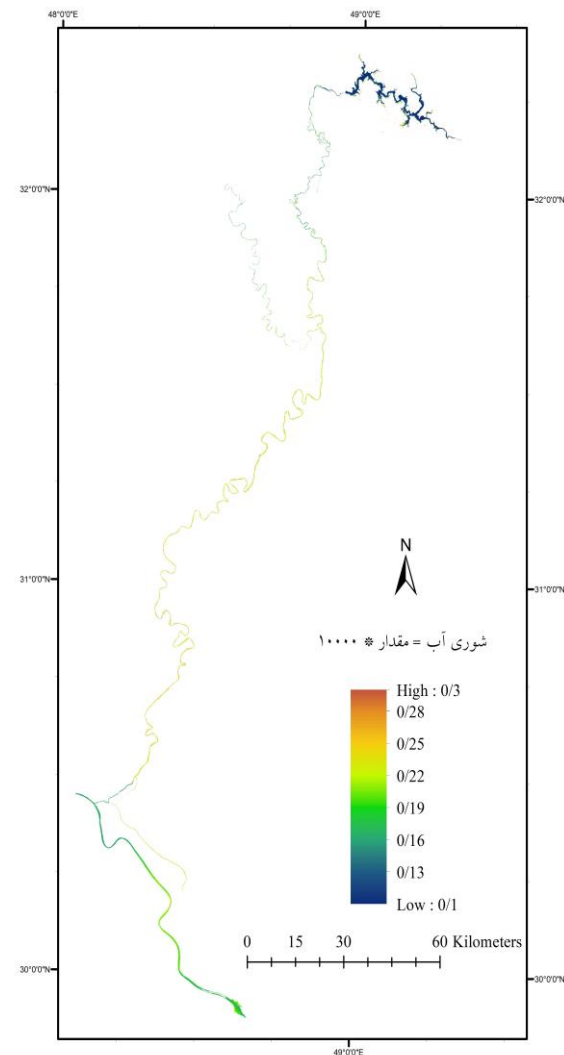 48°0'0"E 49°0'0"E
32°0'0"N 32°0'0"N
31°0'0"N 31°0'0"N
N
شوری آب = مقدار * ۱۰۰۰۰
High : 0/3
0/28
0/25
0/22
0/19
0/16
0/13
Low : 0/1
0 15 30 60 Kilometers
30°0'0"N 30°0'0"N
49°0'0"E